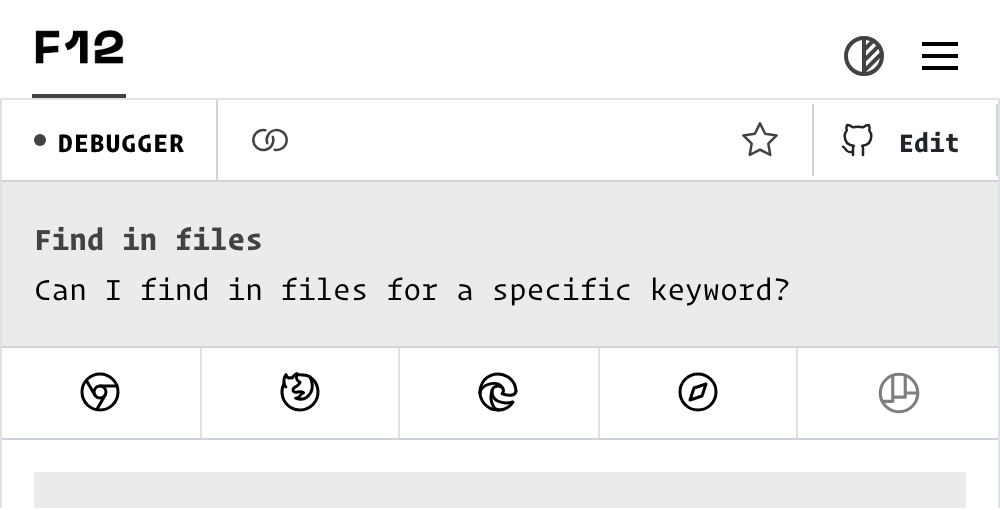 F12
DEBUGGER
Edit
Find in files
Can I find in files for a specific keyword?